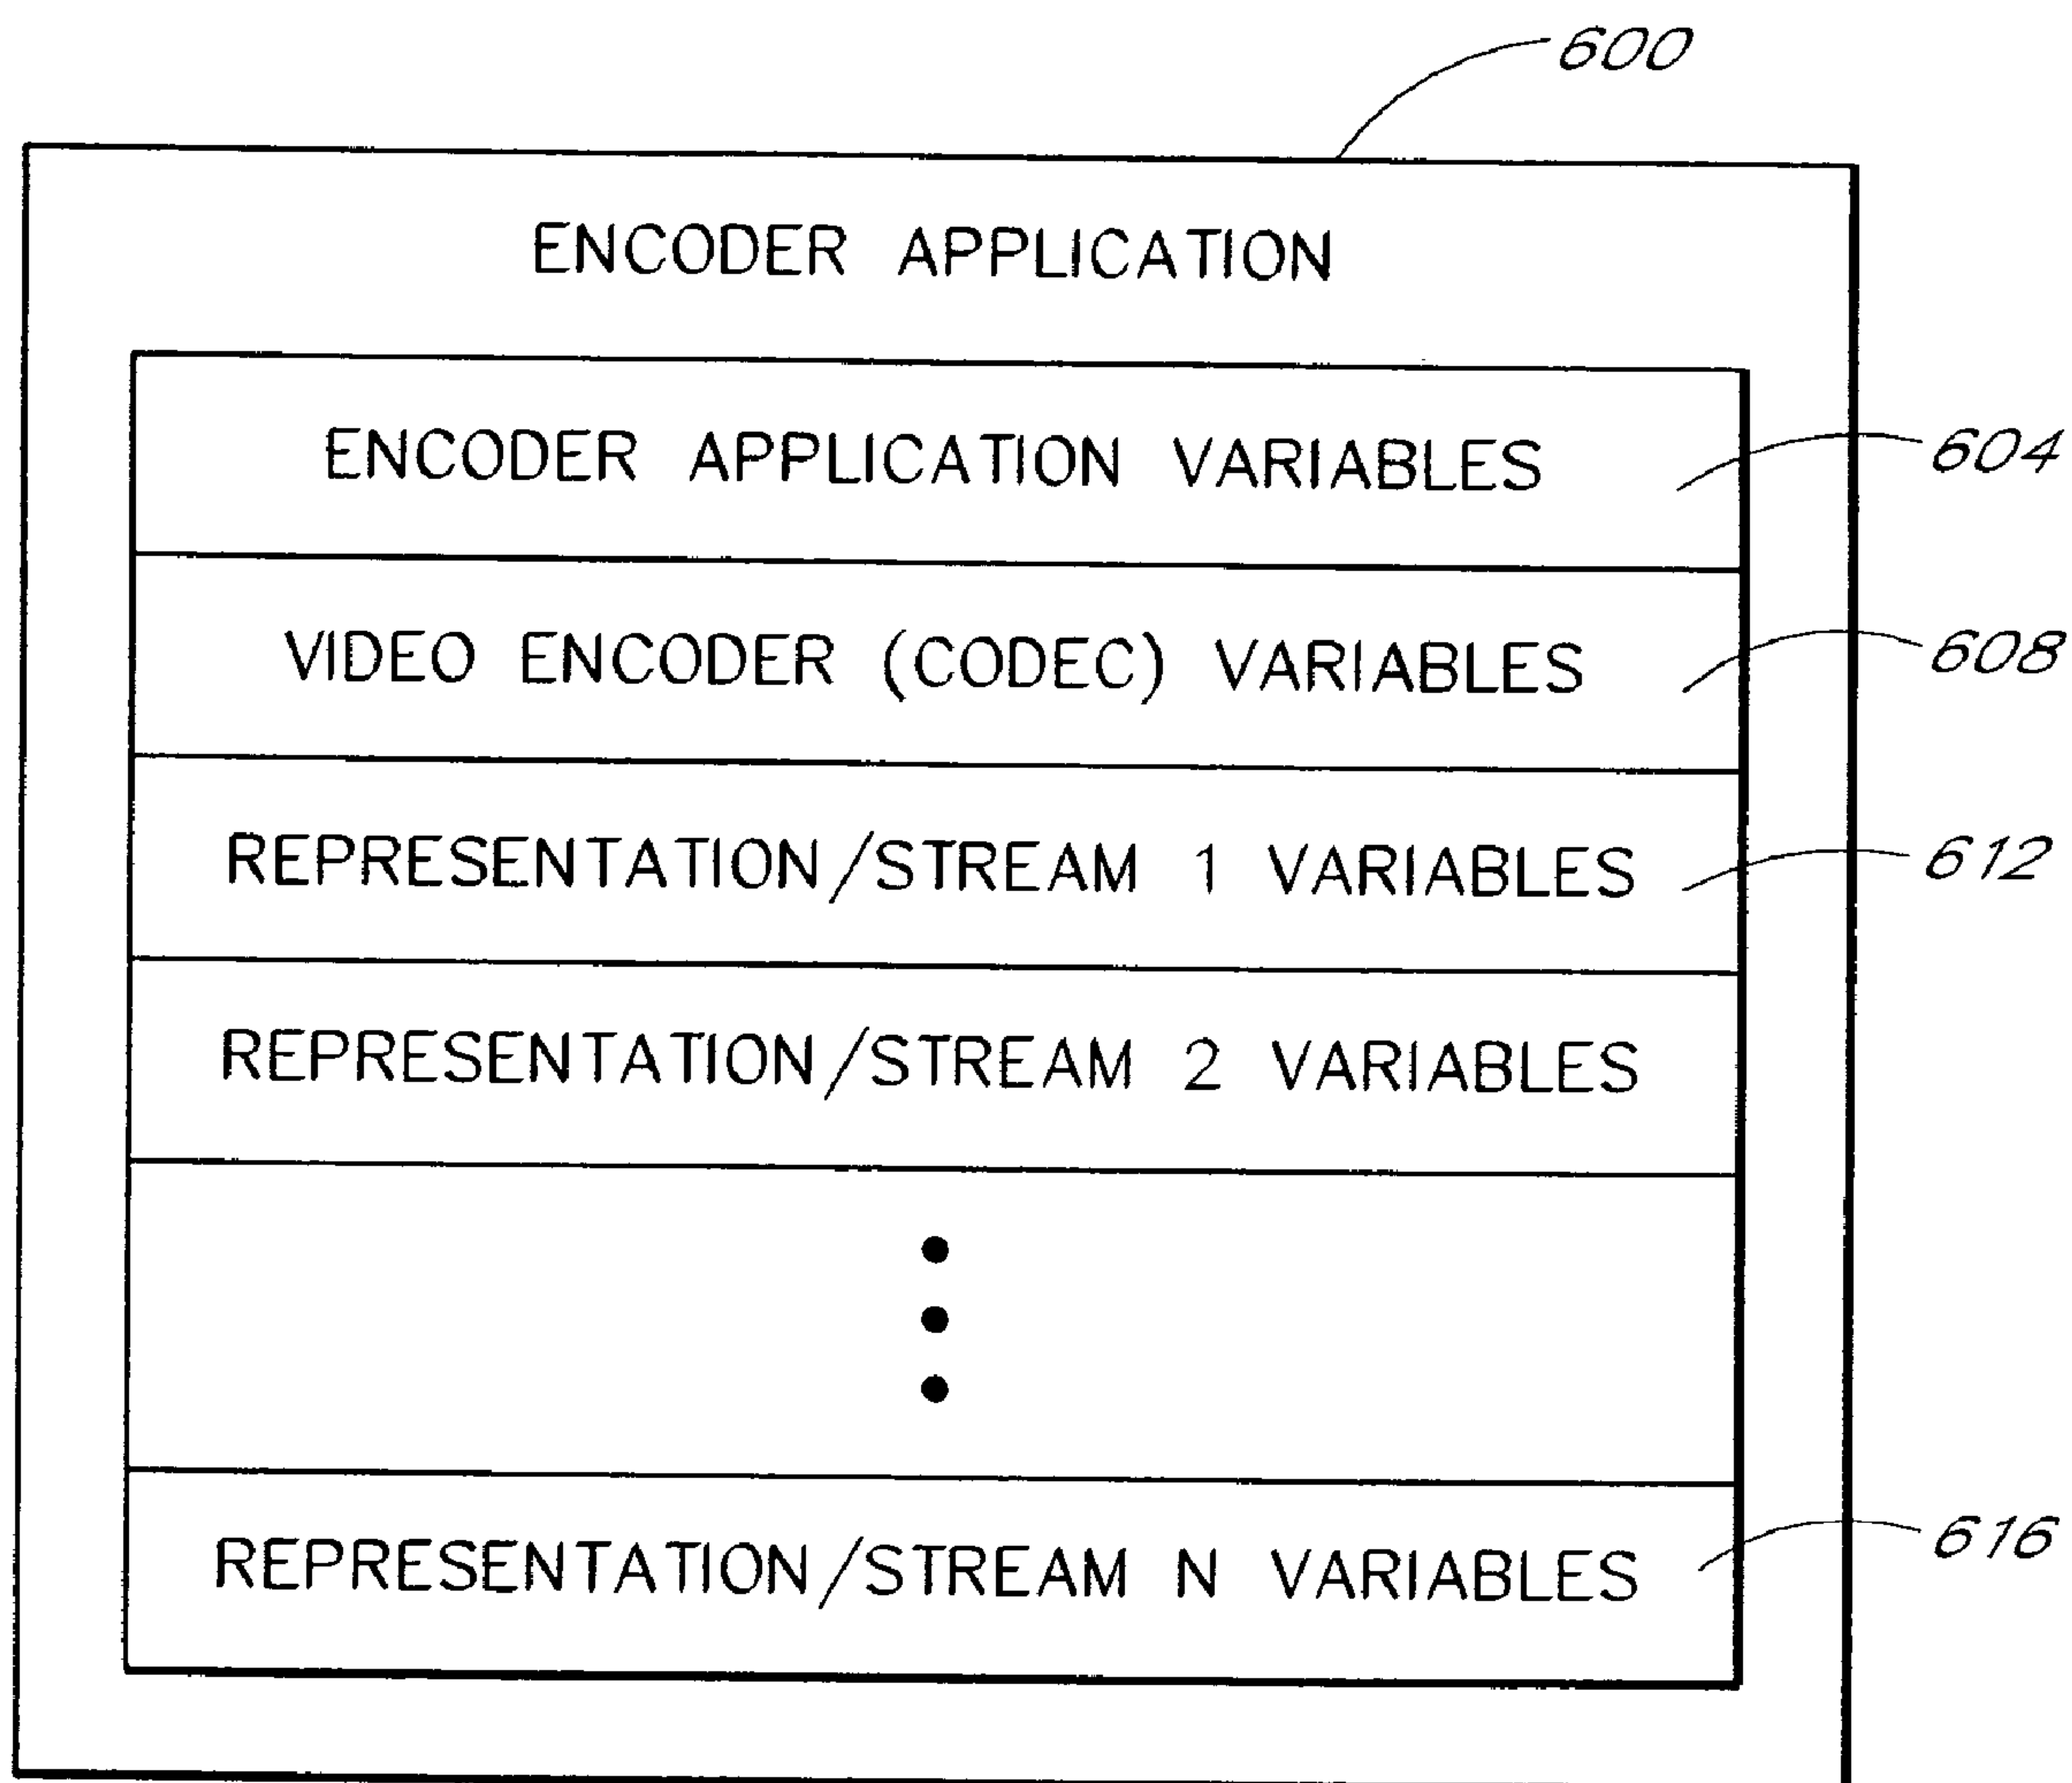 600
ENCODER APPLICATION
ENCODER APPLICATION VARIABLES
604
VIDEO ENCODER (CODEC) VARIABLES
608
REPRESENTATION/STREAM 1 VARIABLES
612
REPRESENTATION/STREAM 2 VARIABLES
REPRESENTATION/STREAM N VARIABLES
616